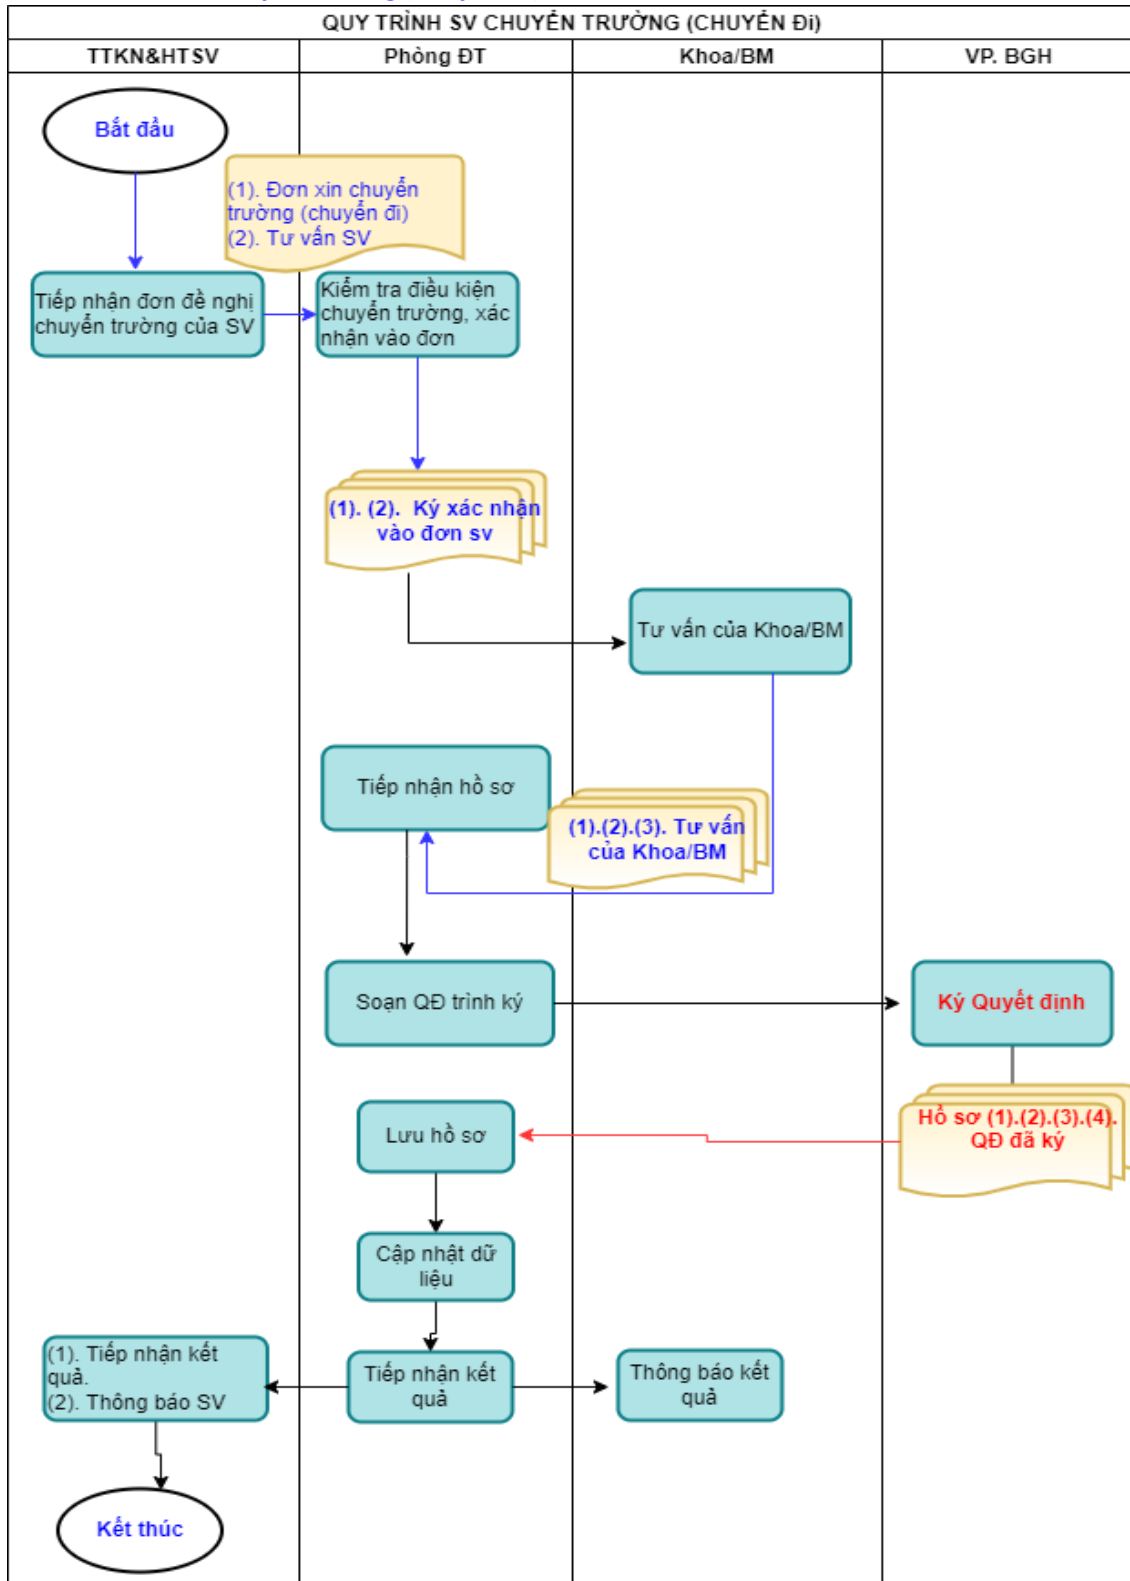 QUY TRÌNH SV CHUYỂN TRƯỜNG (CHUYỂN Đi)
TTKN&HTSV
Phòng ĐT
Khoa/BM
VP. BGH
Bắt đầu
(1). Đơn xin chuyển
trường (chuyển đi)
(2). Tư vấn SV
Tiếp nhận đơn đề nghị
chuyển trường của SV
Kiểm tra điều kiện
chuyển trường, xác
nhận vào đơn
(1). (2). Ký xác nhận
vào đơn sv
Tư vấn của Khoa/BM
Tiếp nhận hồ sơ
(1).(2).(3). Tư vấn
của Khoa/BM
Soạn QĐ trình ký
Ký Quyết định
Hồ sơ (1).(2).(3).(4).
QĐ đã ký
Lưu hồ sơ
Cập nhật dữ
liệu
(1). Tiếp nhận kết
quả.
(2). Thông báo SV
Tiếp nhận kết
quả
Thông báo kết
quả
Kết thúc